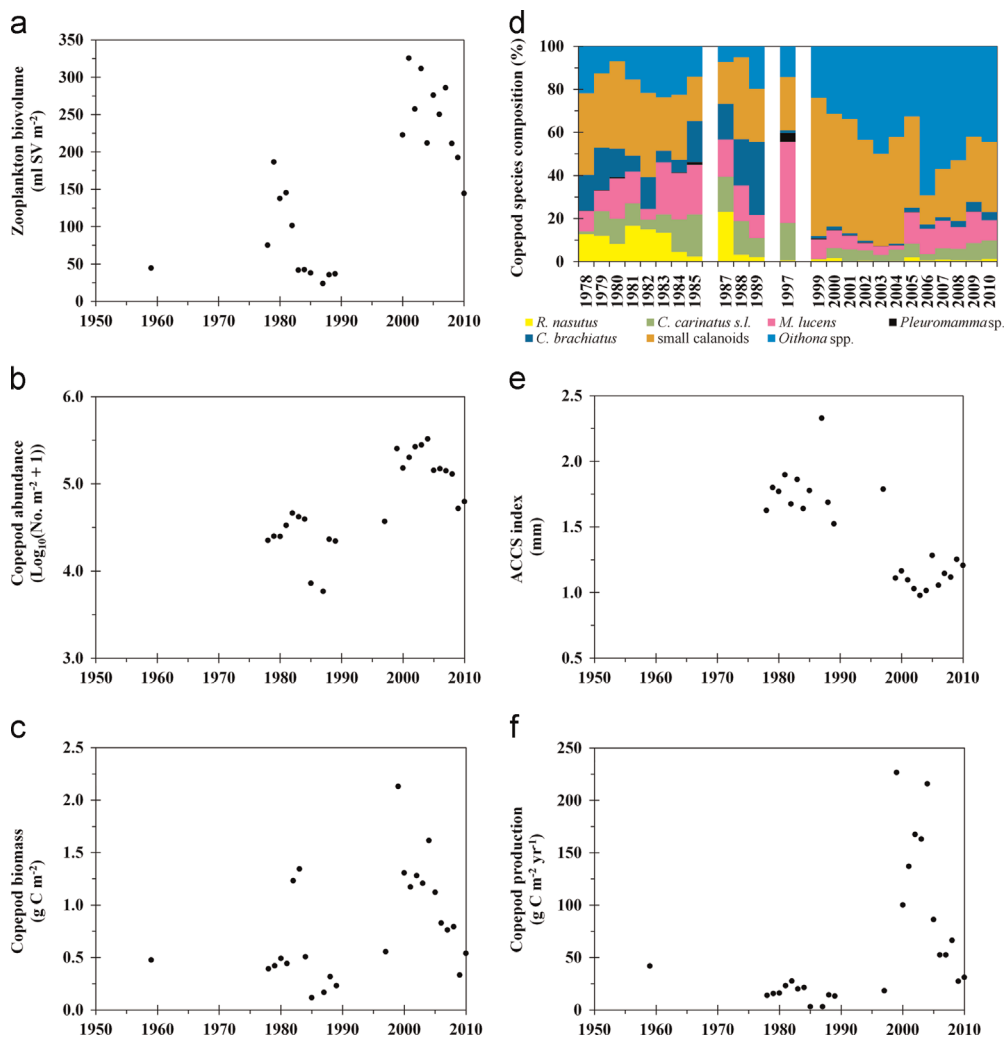 a
350
300
250
200
150
100
50
0
Zooplankton biovolume
(ml SV m⁻²)
1950 1960 1970 1980 1990 2000 2010
d
100
80
60
40
20
0
Copepod species composition (%)
1978 1979 1980 1981 1982 1983 1984 1985 1987 1988 1989 1997 1999 2000 2001 2002 2003 2004 2005 2006 2007 2008 2009 2010
R. nasutus C. carinatus s.l. M. lucens Pleuromamma sp.
C. brachiatus small calanoids Oithona spp.
b
6.0
5.0
4.0
3.0
Copepod abundance
(Log₁₀(No. m⁻² + 1))
1950 1960 1970 1980 1990 2000 2010
e
2.5
2.0
1.5
1.0
0.5
ACCS index
(mm)
1950 1960 1970 1980 1990 2000 2010
c
2.5
2.0
1.5
1.0
0.5
0.0
Copepod biomass
(g C m⁻²)
1950 1960 1970 1980 1990 2000 2010
f
250
200
150
100
50
0
Copepod production
(g C m⁻² yr⁻¹)
1950 1960 1970 1980 1990 2000 2010